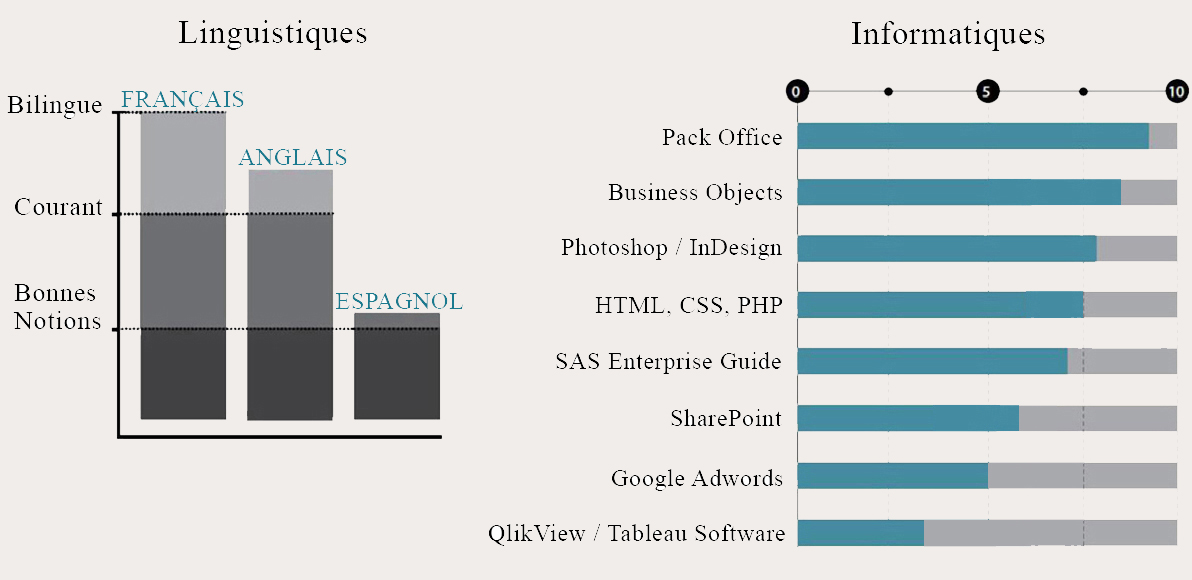 Linguistiques
Bilingue
FRANÇAIS
ANGLAIS
Courant
Bonnes
Notions
ESPAGNOL
Informatiques
0 5 10
Pack Office
Business Objects
Photoshop / InDesign
HTML, CSS, PHP
SAS Enterprise Guide
SharePoint
Google Adwords
QlikView / Tableau Software